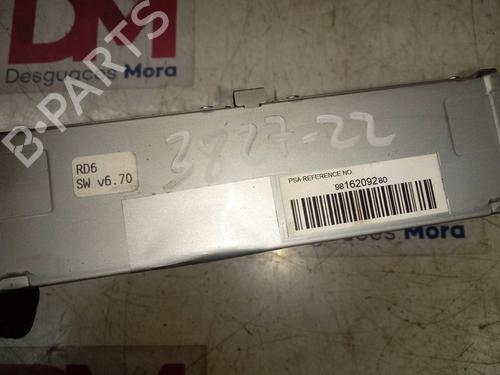 DM
Desguaces Mora
B-PARTS
RD6
SW v6.70
3827-22
PSA REFERENCE NO
9816209280
Desguaces Mora